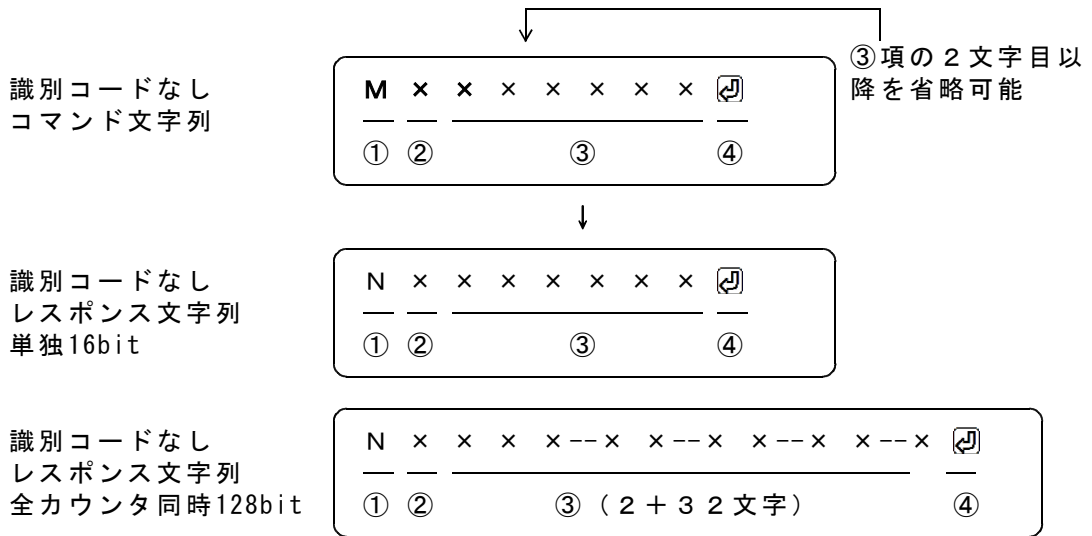 ③項の２文字目以
降を省略可能
識別コードなし
コマンド文字列
Ｍ × × × × × × × ⏎
① ② ③ ④
↓
識別コードなし
レスポンス文字列
単独16bit
Ｎ × × × × × × × ⏎
① ② ③ ④
識別コードなし
レスポンス文字列
全カウンタ同時128bit
Ｎ × × × ×--× ×--× ×--× ×--× ⏎
① ② ③（２＋３２文字） ④